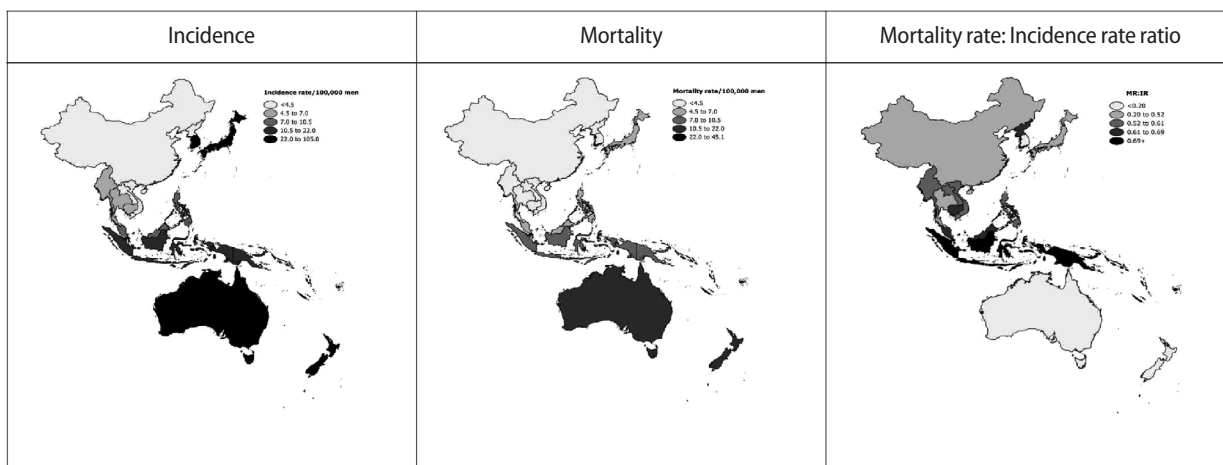 Incidence
Mortality
Mortality rate: Incidence rate ratio
Incidence rate/100,000 men
<4.5
4.5 to 7.0
7.0 to 10.5
10.5 to 22.0
22.0 to 105.0
Mortality rate/100,000 men
<4.5
4.5 to 7.0
7.0 to 10.5
10.5 to 22.0
22.0 to 45.1
MR:IR
<0.20
0.20 to 0.52
0.52 to 0.61
0.61 to 0.69
0.69+